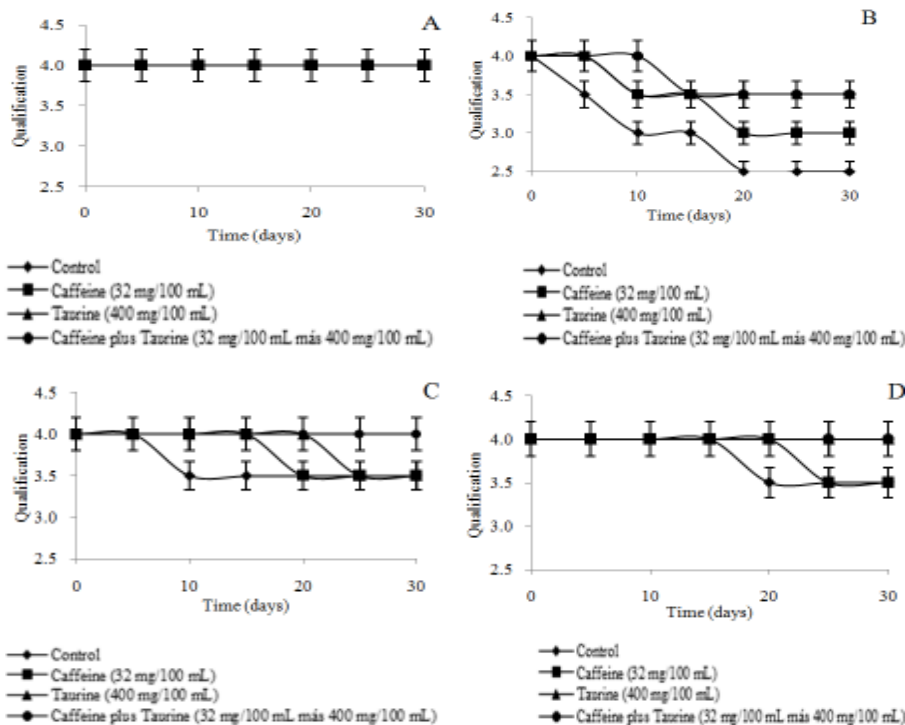 A
4.5
4.0
3.5
3.0
2.5
Qualification
0 10 20 30
Time (days)
Control
Caffeine (32 mg/100 mL)
Taurine (400 mg/100 mL)
Caffeine plus Taurine (32 mg/100 mL más 400 mg/100 mL)
B
4.5
4.0
3.5
3.0
2.5
Qualification
0 10 20 30
Time (days)
Control
Caffeine (32 mg/100 mL)
Taurine (400 mg/100 mL)
Caffeine plus Taurine (32 mg/100 mL más 400 mg/100 mL)
C
4.5
4.0
3.5
3.0
2.5
Qualification
0 10 20 30
Time (days)
Control
Caffeine (32 mg/100 mL)
Taurine (400 mg/100 mL)
Caffeine plus Taurine (32 mg/100 mL más 400 mg/100 mL)
D
4.5
4.0
3.5
3.0
2.5
Qualification
0 10 20 30
Time (days)
Control
Caffeine (32 mg/100 mL)
Taurine (400 mg/100 mL)
Caffeine plus Taurine (32 mg/100 mL más 400 mg/100 mL)